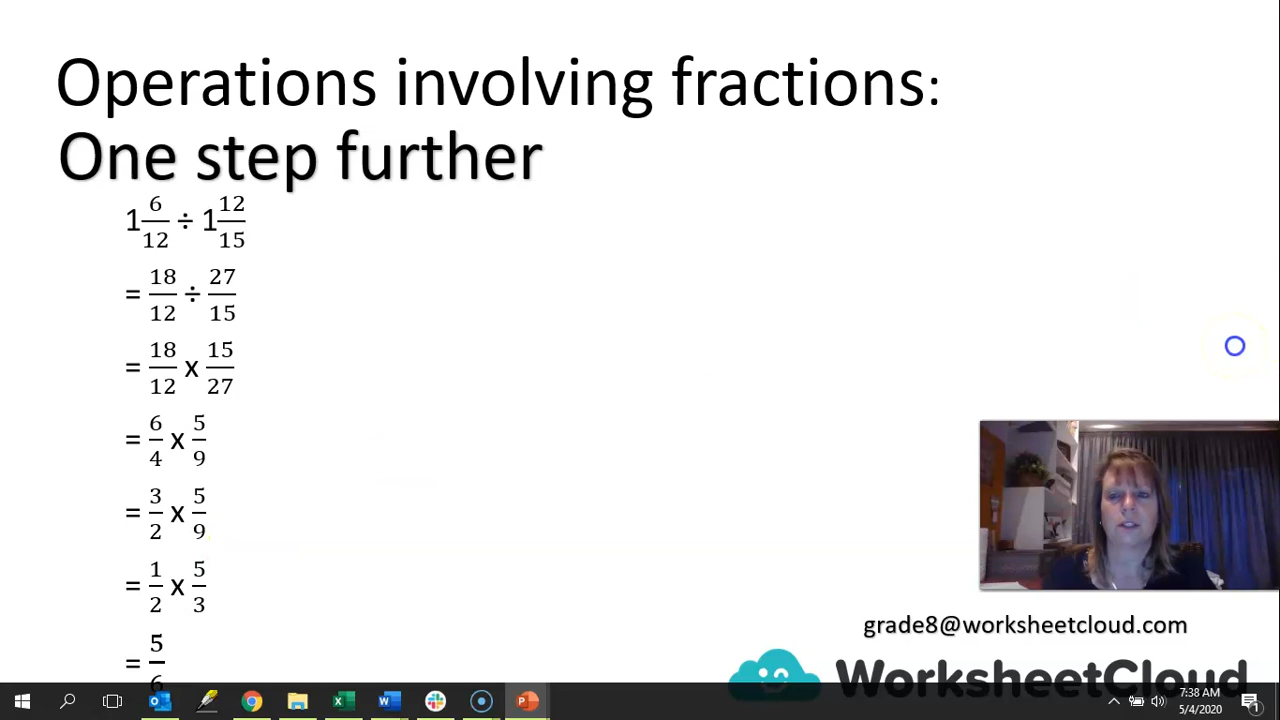 Operations involving fractions:
One step further
1 6/12 ÷ 1 12/15
= 18/12 ÷ 27/15
= 18/12 x 15/27
= 6/4 x 5/9
= 3/2 x 5/9
= 1/2 x 5/3
= 5/6
grade8@worksheetcloud.com
WorksheetCloud
7:38 AM
5/4/2020